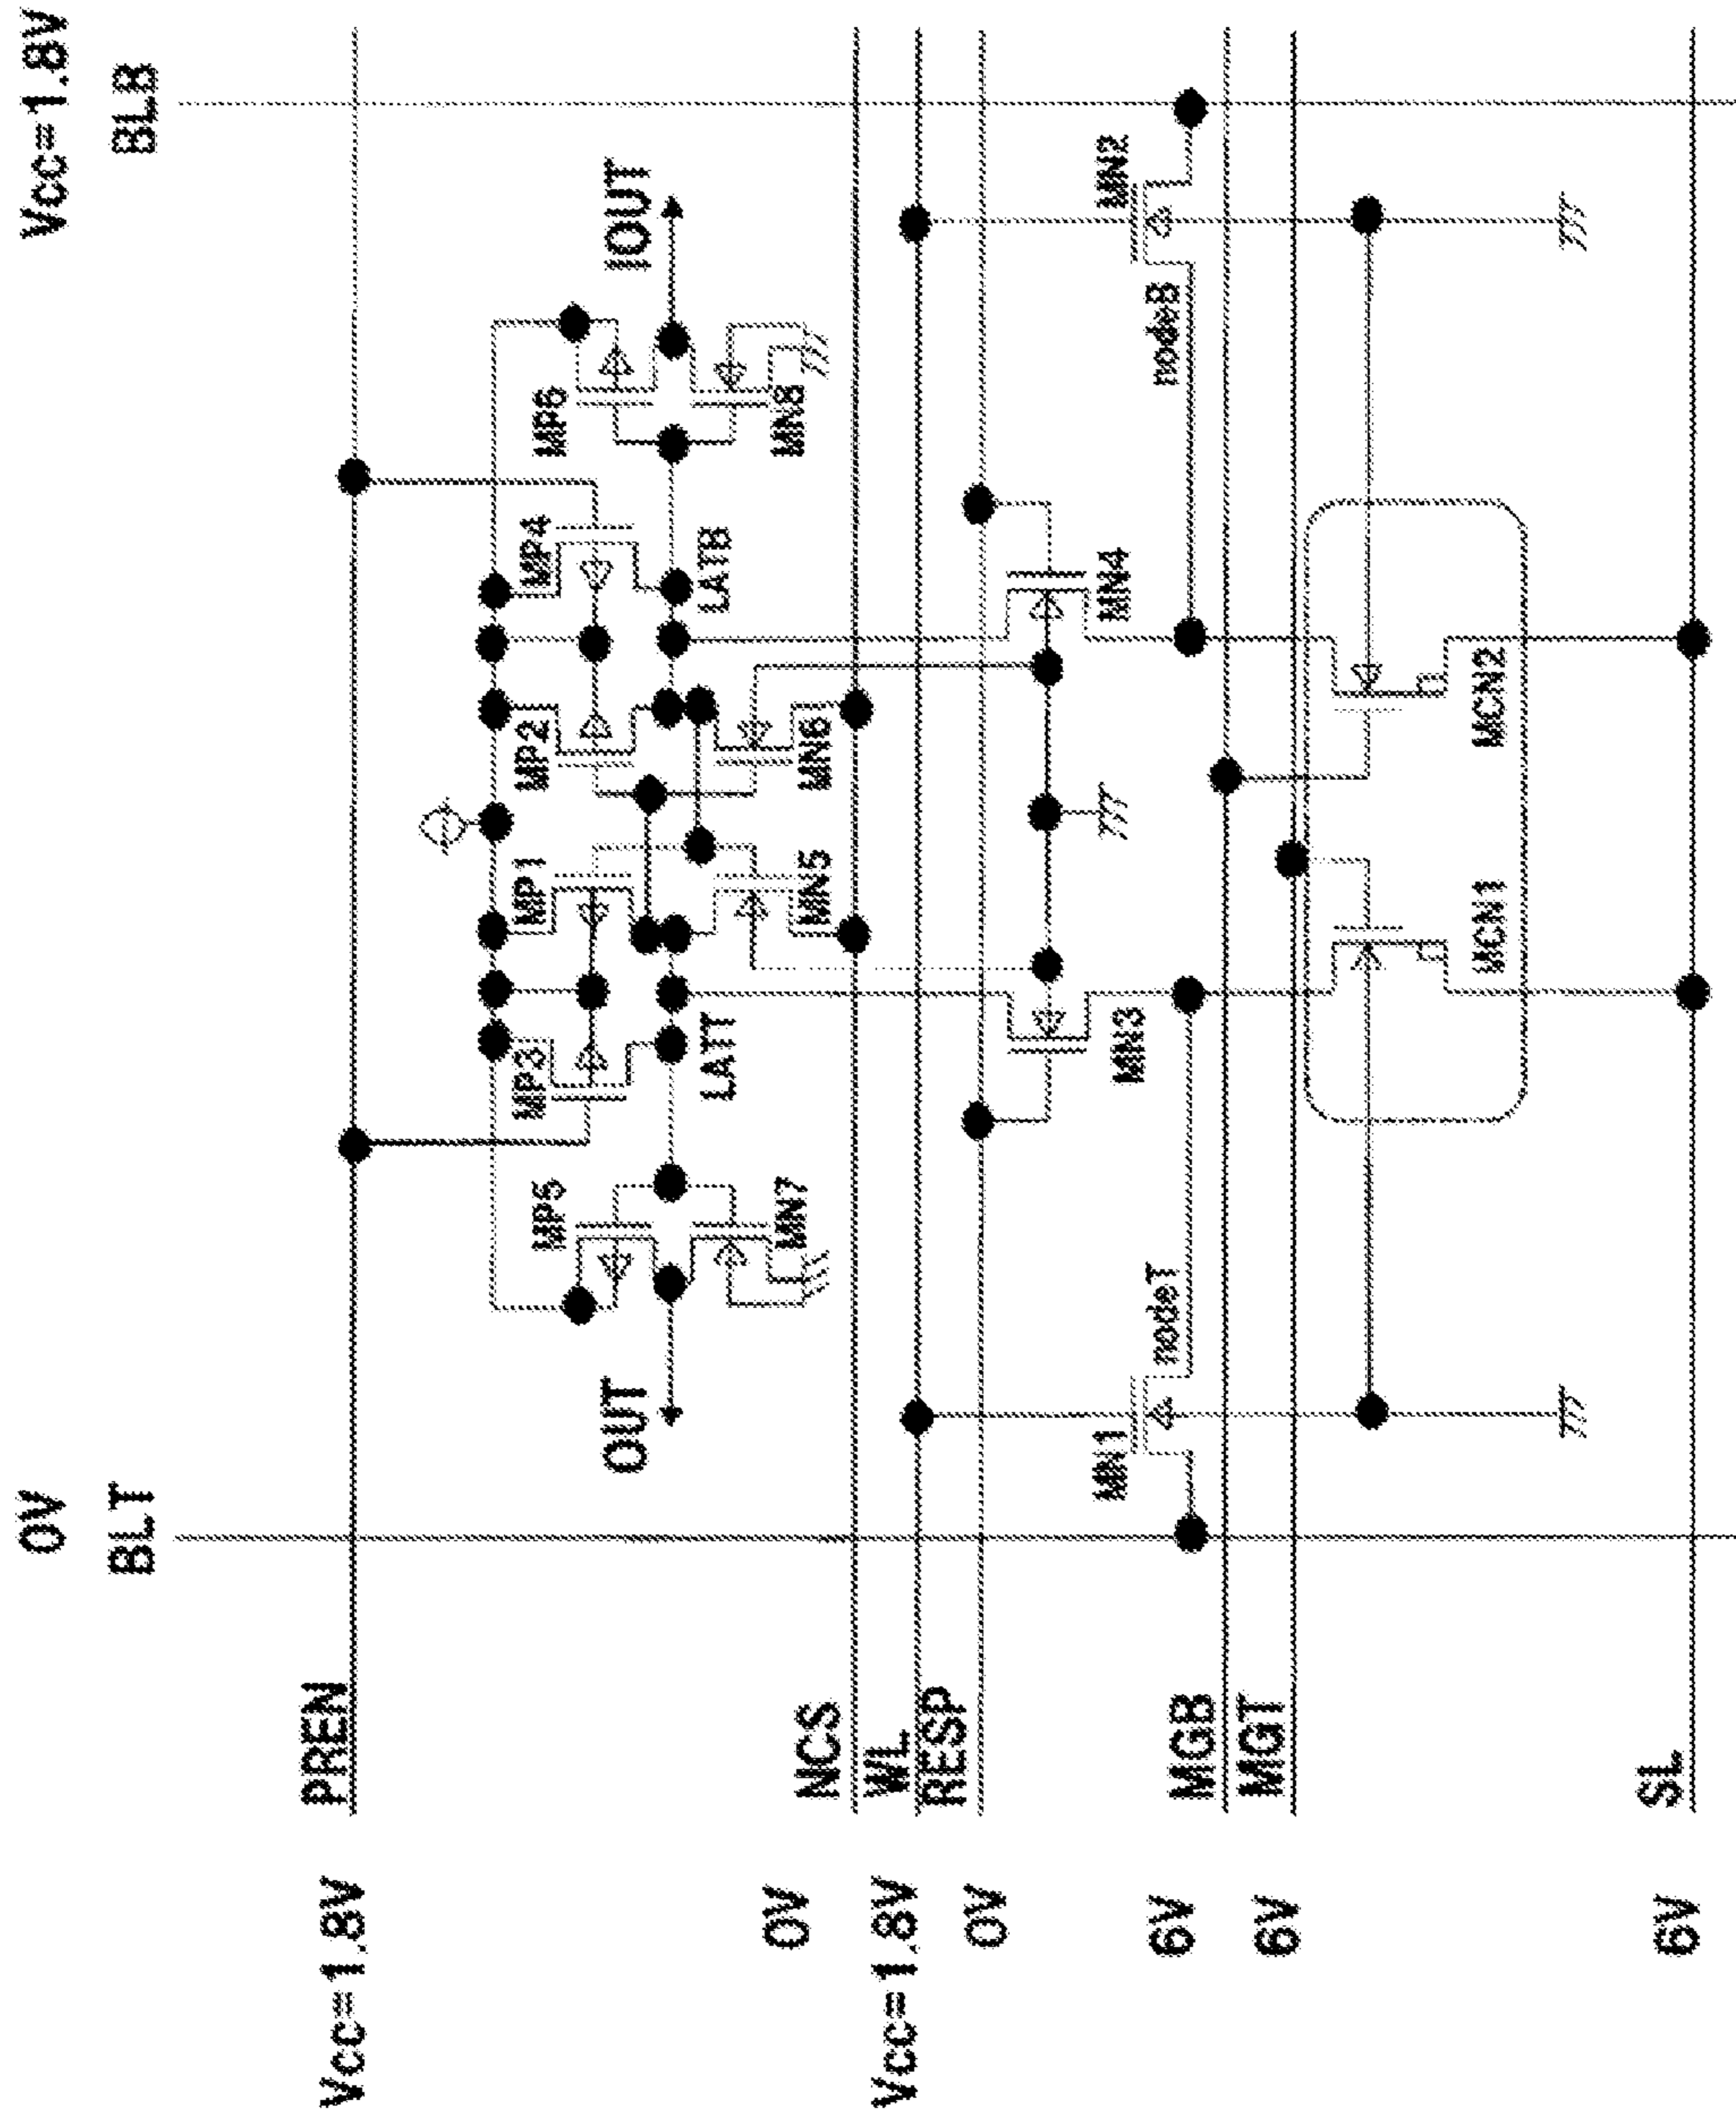 0V
Vcc=1.8V
BLT
BLB
Vcc=1.8V
PREN
MP5
MP3
MP1
MP2
MP4
MP6
OUT
IOUT
LATT
LATB
MN7
MN5
MN6
MN8
0V
NCS
Vcc=1.8V
WL
0V
RESP
MN1
MN3
MN4
MN2
nodeT
nodeB
6V
MGB
6V
MGT
MCN1
MCN2
6V
SL